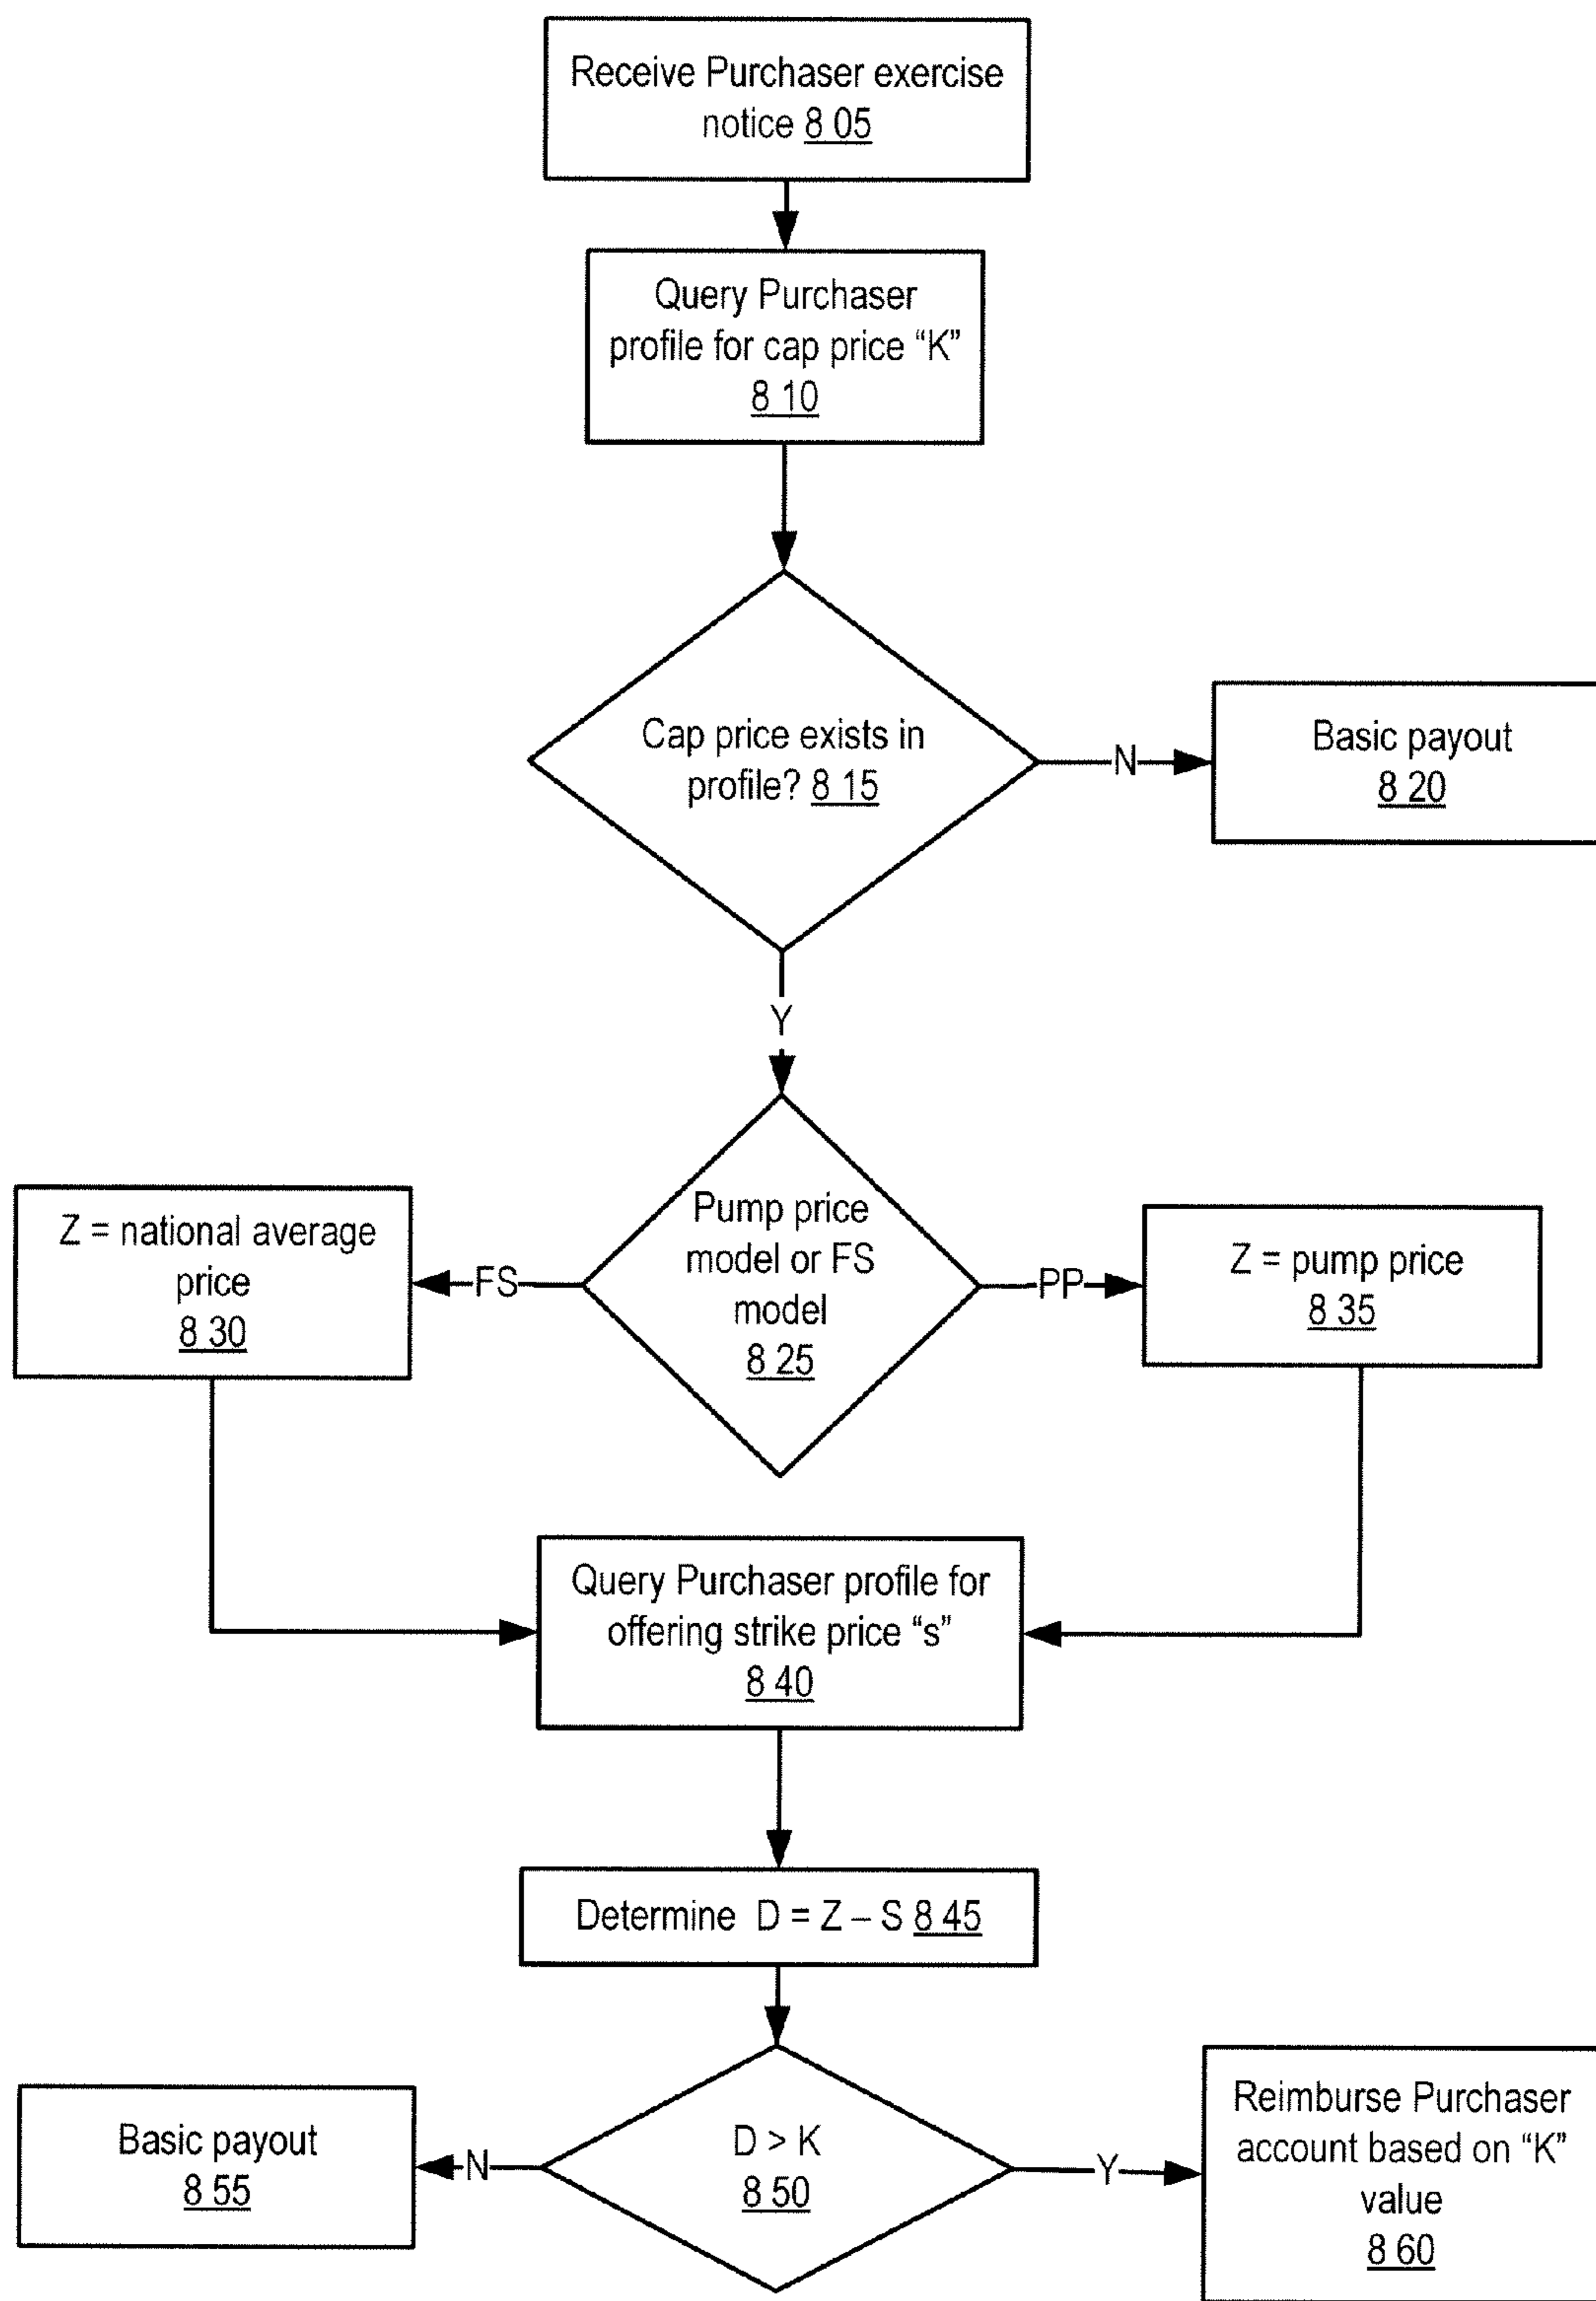 Receive Purchaser exercise
notice 8 05
Query Purchaser
profile for cap price “K”
8 10
Cap price exists in
profile? 8 15
N
Basic payout
8 20
Y
Pump price
model or FS
model
8 25
FS
Z = national average
price
8 30
PP
Z = pump price
8 35
Query Purchaser profile for
offering strike price “s”
8 40
Determine D = Z – S 8 45
D > K
8 50
N
Basic payout
8 55
Y
Reimburse Purchaser
account based on “K”
value
8 60